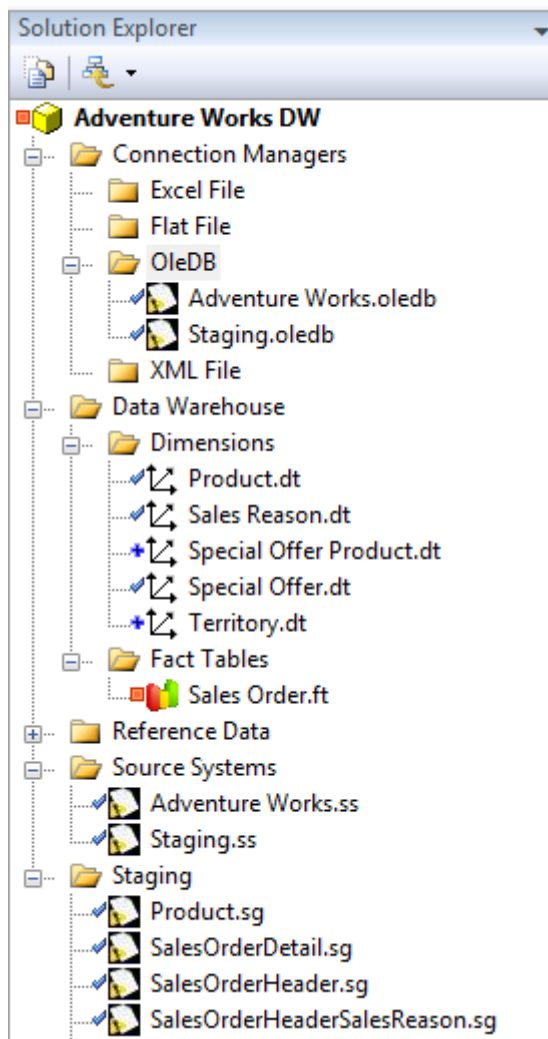 Solution Explorer
Adventure Works DW
Connection Managers
Excel File
Flat File
OleDB
Adventure Works.oledb
Staging.oledb
XML File
Data Warehouse
Dimensions
Product.dt
Sales Reason.dt
Special Offer Product.dt
Special Offer.dt
Territory.dt
Fact Tables
Sales Order.ft
Reference Data
Source Systems
Adventure Works.ss
Staging.ss
Staging
Product.sg
SalesOrderDetail.sg
SalesOrderHeader.sg
SalesOrderHeaderSalesReason.sg